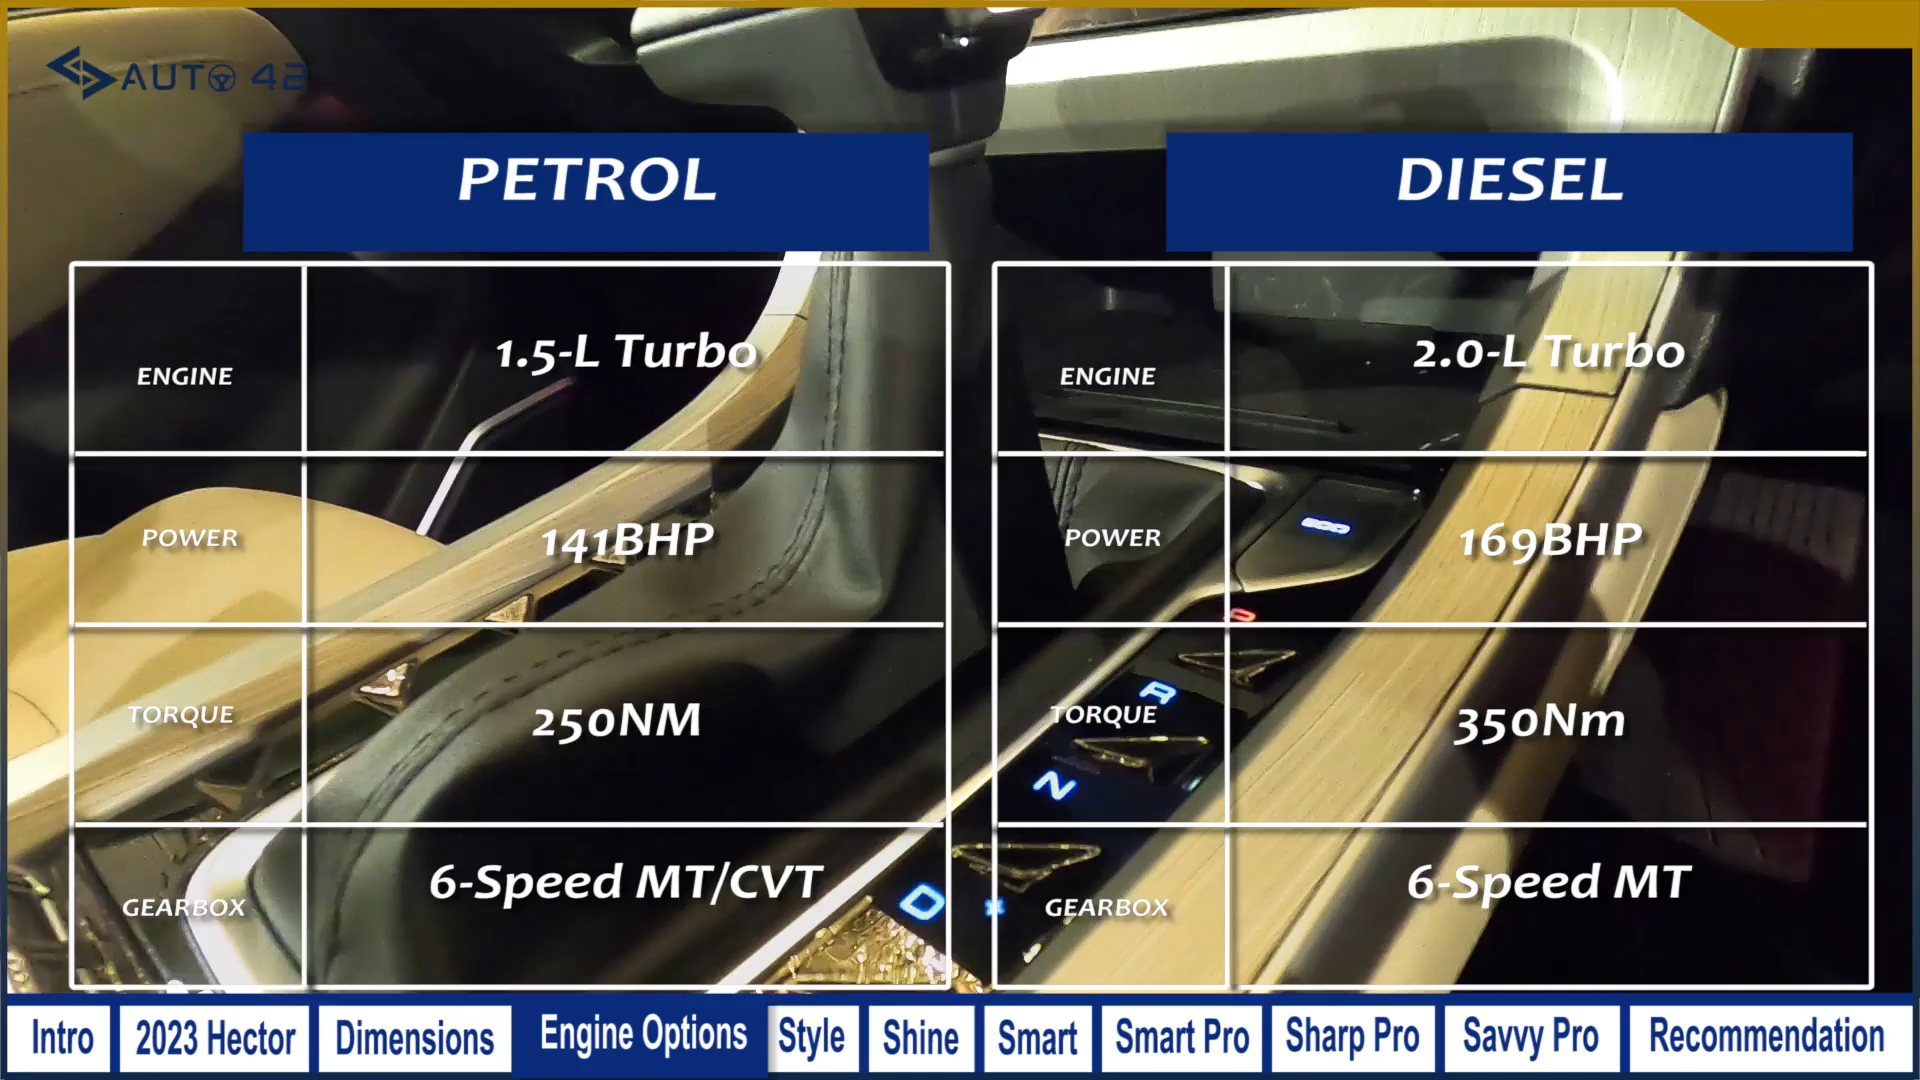 AUTO 42
PETROL
ENGINE 1.5-L Turbo
POWER 141BHP
TORQUE 250NM
GEARBOX 6-Speed MT/CVT
DIESEL
ENGINE 2.0-L Turbo
POWER 169BHP
TORQUE 350Nm
GEARBOX 6-Speed MT
R
N
D
Intro 2023 Hector Dimensions Engine Options Style Shine Smart Smart Pro Sharp Pro Savvy Pro Recommendation